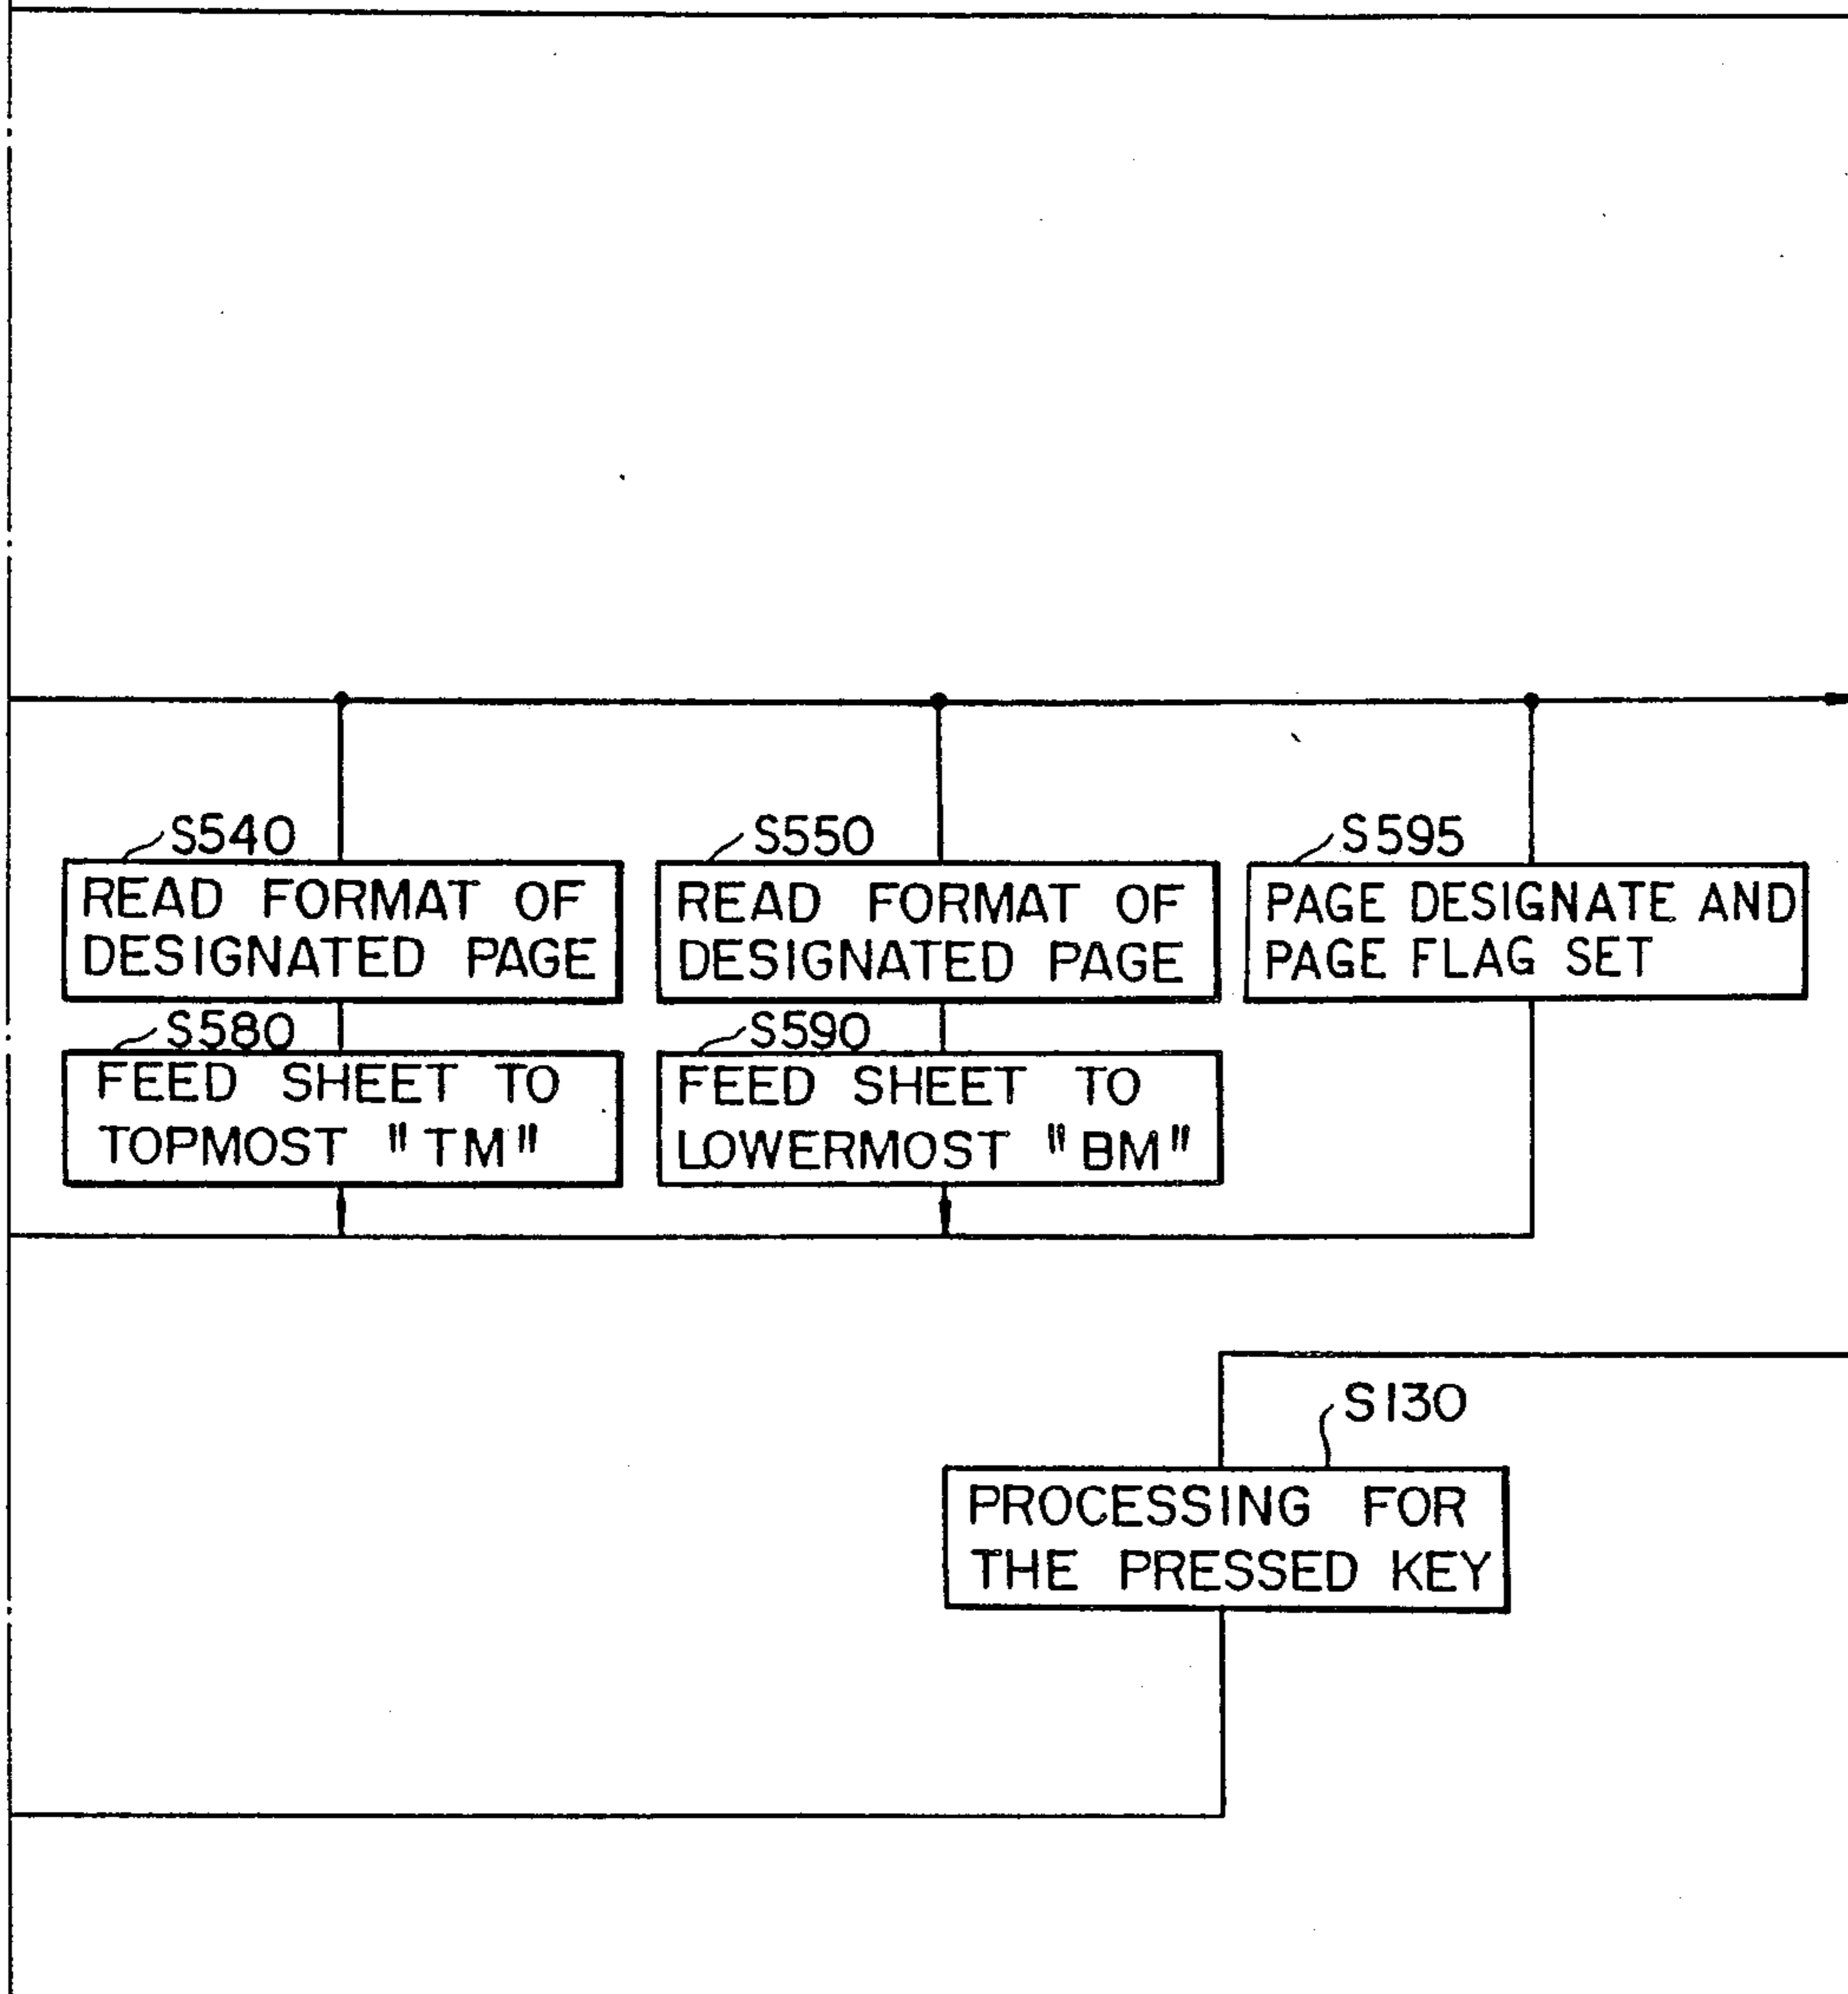 S540
READ FORMAT OF
DESIGNATED PAGE
S550
READ FORMAT OF
DESIGNATED PAGE
S595
PAGE DESIGNATE AND
PAGE FLAG SET
S580
FEED SHEET TO
TOPMOST "TM"
S590
FEED SHEET TO
LOWERMOST "BM"
S130
PROCESSING FOR
THE PRESSED KEY